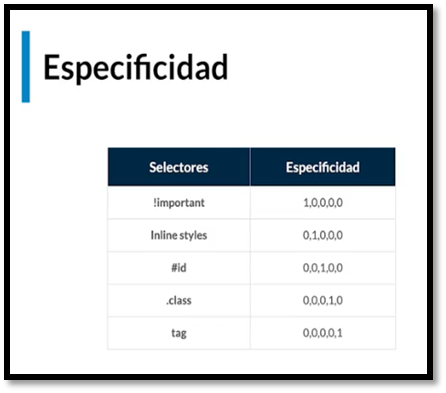 Especificidad
Selectores Especificidad
!important 1,0,0,0,0
Inline styles 0,1,0,0,0
#id 0,0,1,0,0
.class 0,0,0,1,0
tag 0,0,0,0,1